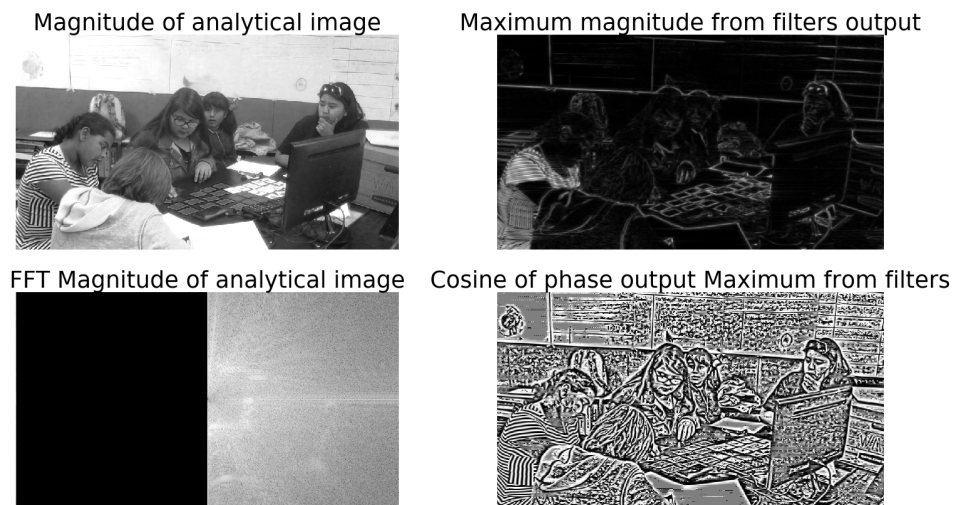 Magnitude of analytical image
Maximum magnitude from filters output
FFT Magnitude of analytical image
Cosine of phase output Maximum from filters